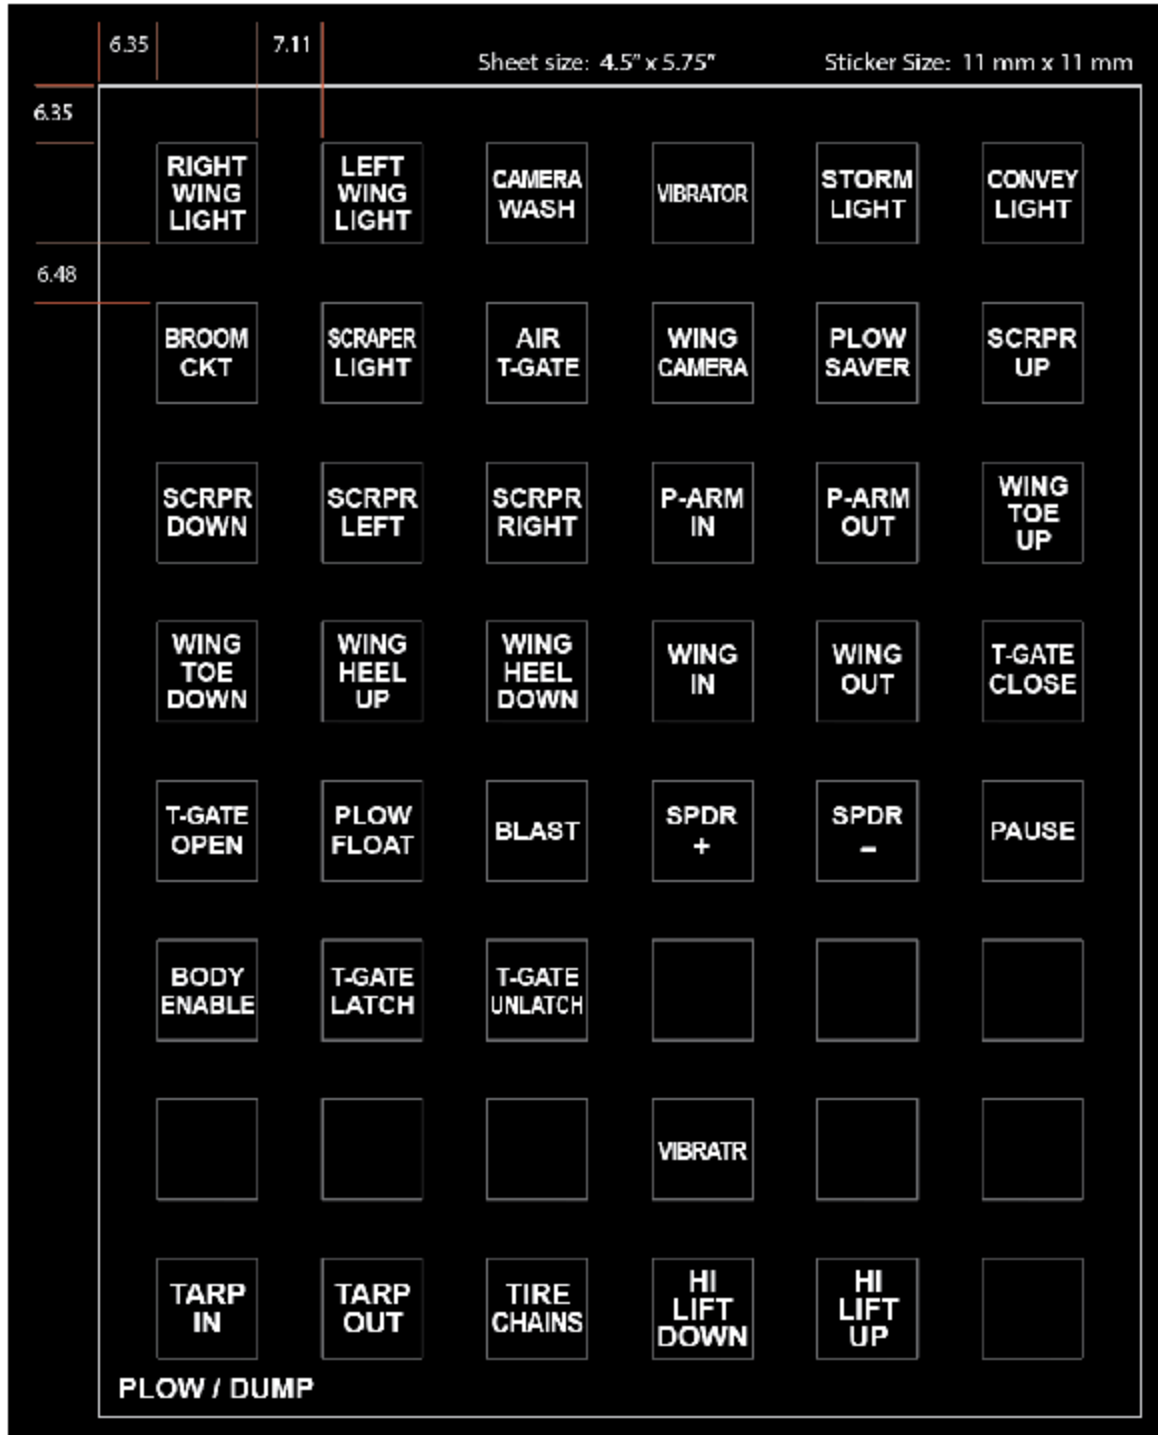 6.35
7.11
Sheet size: 4.5" x 5.75"
Sticker Size: 11 mm x 11 mm
6.35
RIGHT
WING
LIGHT
LEFT
WING
LIGHT
CAMERA
WASH
VIBRATOR
STORM
LIGHT
CONVEY
LIGHT
6.48
BROOM
CKT
SCRAPER
LIGHT
AIR
T-GATE
WING
CAMERA
PLOW
SAVER
SCRPR
UP
SCRPR
DOWN
SCRPR
LEFT
SCRPR
RIGHT
P-ARM
IN
P-ARM
OUT
WING
TOE
UP
WING
TOE
DOWN
WING
HEEL
UP
WING
HEEL
DOWN
WING
IN
WING
OUT
T-GATE
CLOSE
T-GATE
OPEN
PLOW
FLOAT
BLAST
SPDR
+
SPDR
–
PAUSE
BODY
ENABLE
T-GATE
LATCH
T-GATE
UNLATCH
VIBRATR
TARP
IN
TARP
OUT
TIRE
CHAINS
HI
LIFT
DOWN
HI
LIFT
UP
PLOW / DUMP